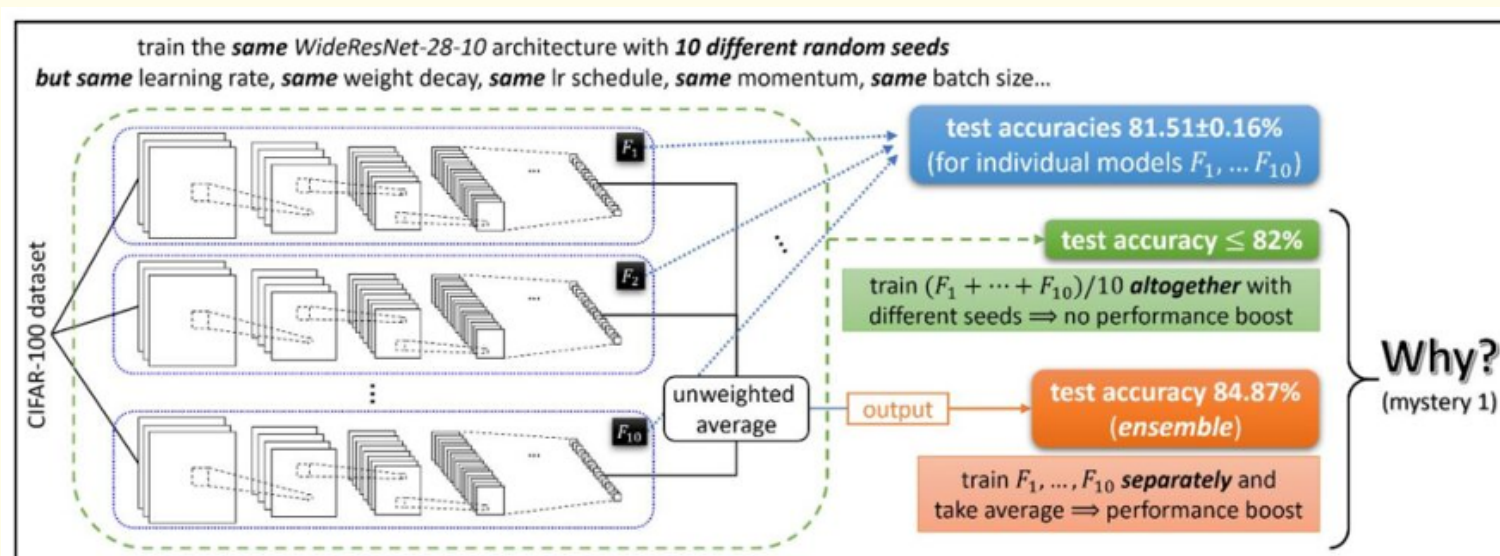 train the same WideResNet-28-10 architecture with 10 different random seeds
but same learning rate, same weight decay, same lr schedule, same momentum, same batch size...
CIFAR-100 dataset
F₁
...
F₂
...
⋮
F₁₀
...
⋱
unweighted
average
output
test accuracies 81.51±0.16%
(for individual models F₁, ... F₁₀)
test accuracy ≤ 82%
train (F₁ + ⋯ + F₁₀)/10 altogether with
different seeds ⟹ no performance boost
test accuracy 84.87%
(ensemble)
train F₁, ... , F₁₀ separately and
take average ⟹ performance boost
Why?
(mystery 1)